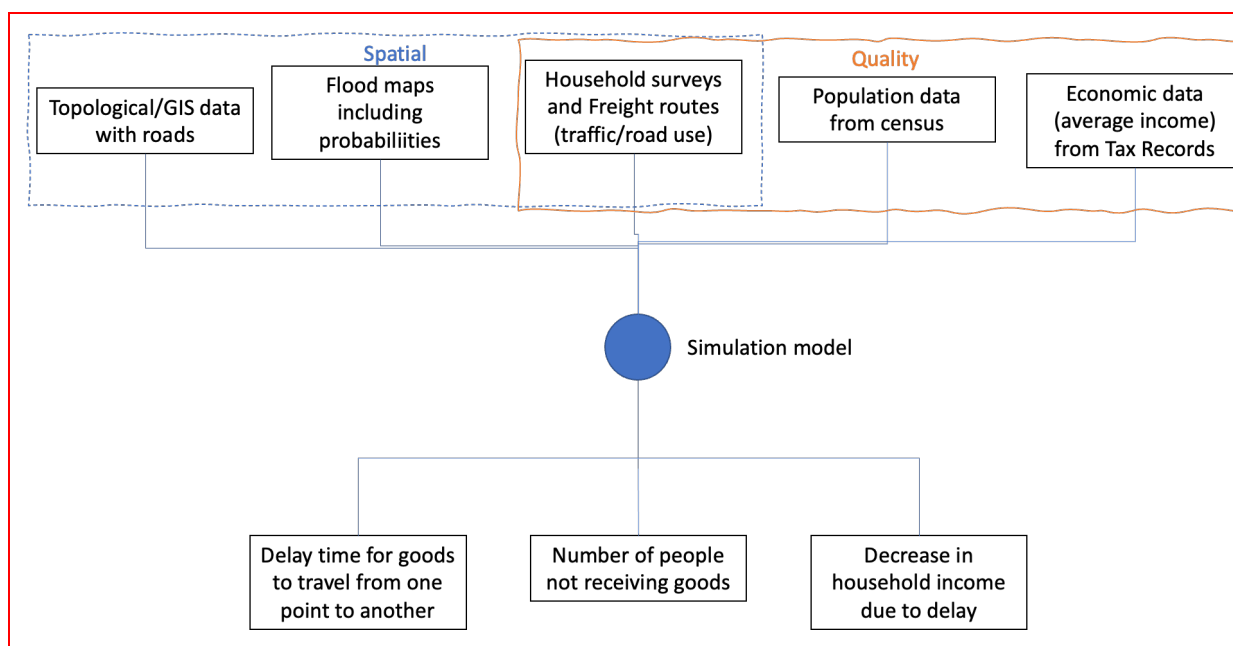 Spatial
Quality
Topological/GIS data
with roads
Flood maps
including
probabiliities
Household surveys
and Freight routes
(traffic/road use)
Population data
from census
Economic data
(average income)
from Tax Records
Simulation model
Delay time for goods
to travel from one
point to another
Number of people
not receiving goods
Decrease in
household income
due to delay